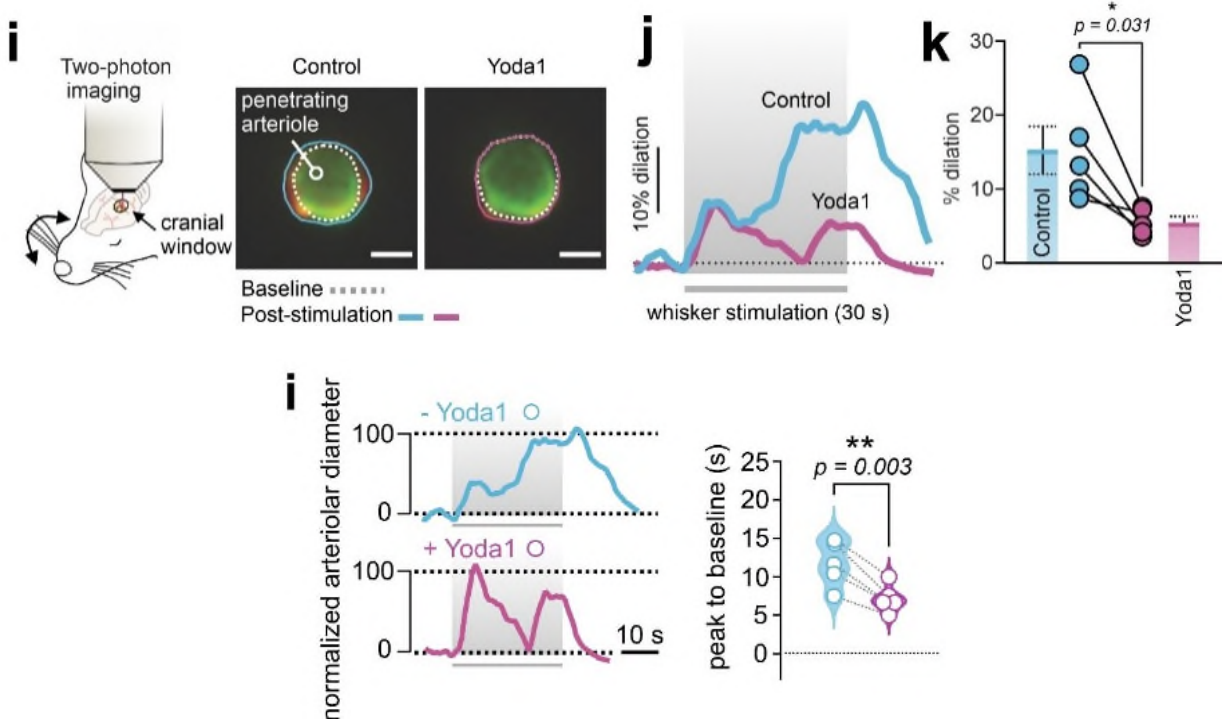 i
Two-photon
imaging
cranial
window
Control
Yoda1
penetrating
arteriole
Baseline
Post-stimulation
j
10% dilation
Control
Yoda1
whisker stimulation (30 s)
k
*
p = 0.031
% dilation
30
20
10
0
Control
Yoda1
i
normalized arteriolar diameter
- Yoda1
100
0
+ Yoda1
100
0
10 s
peak to baseline (s)
**
p = 0.003
25
20
15
10
5
0